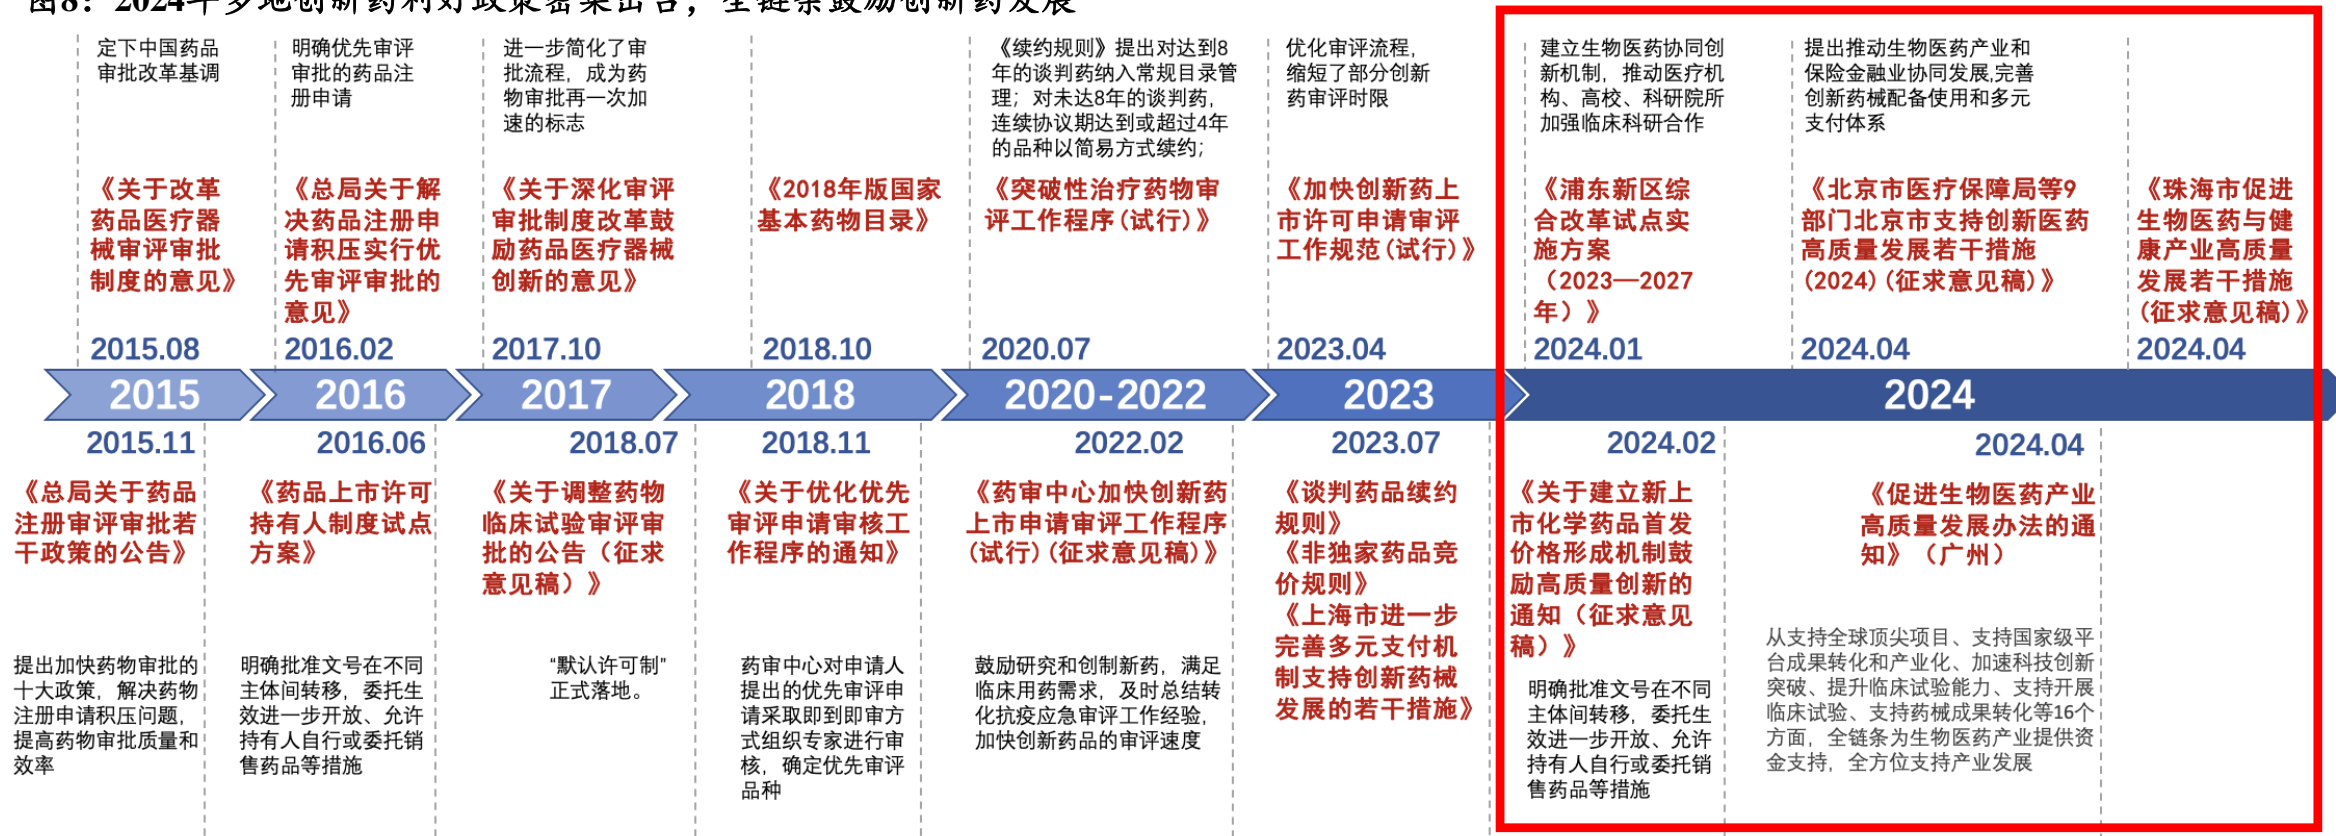 图8：2024年多地创新药利好政策密集出台，全链条鼓励创新药发展
定下中国药品
审批改革基调
《关于改革
药品医疗器
械审评审批
制度的意见》
2015.08
明确优先审评
审批的药品注
册申请
《总局关于解
决药品注册申
请积压实行优
先审评审批的
意见》
2016.02
进一步简化了审
批流程，成为药
物审批再一次加
速的标志
《关于深化审评
审批制度改革鼓
励药品医疗器械
创新的意见》
2017.10
《2018年版国家
基本药物目录》
2018.10
《续约规则》提出对达到8
年的谈判药纳入常规目录管
理；对未达8年的谈判药，
连续协议期达到或超过4年
的品种以简易方式续约；
《突破性治疗药物审
评工作程序(试行)》
2020.07
优化审评流程，
缩短了部分创新
药审评时限
《加快创新药上
市许可申请审评
工作规范(试行)》
2023.04
建立生物医药协同创
新机制，推动医疗机
构、高校、科研院所
加强临床科研合作
《浦东新区综
合改革试点实
施方案
（2023—2027
年）》
2024.01
提出推动生物医药产业和
保险金融业协同发展,完善
创新药械配备使用和多元
支付体系
《北京市医疗保障局等9
部门北京市支持创新医药
高质量发展若干措施
(2024)(征求意见稿)》
2024.04
《珠海市促进
生物医药与健
康产业高质量
发展若干措施
(征求意见稿)》
2024.04
2015
2016
2017
2018
2020-2022
2023
2024
2015.11
《总局关于药品
注册审评审批若
干政策的公告》
提出加快药物审批的
十大政策，解决药物
注册申请积压问题，
提高药物审批质量和
效率
2016.06
《药品上市许可
持有人制度试点
方案》
明确批准文号在不同
主体间转移，委托生
效进一步开放、允许
持有人自行或委托销
售药品等措施
2018.07
《关于调整药物
临床试验审评审
批的公告（征求
意见稿）》
“默认许可制”
正式落地。
2018.11
《关于优化优先
审评申请审核工
作程序的通知》
药审中心对申请人
提出的优先审评申
请采取即到即审方
式组织专家进行审
核，确定优先审评
品种
2022.02
《药审中心加快创新药
上市申请审评工作程序
(试行)(征求意见稿)》
鼓励研究和创制新药，满足
临床用药需求，及时总结转
化抗疫应急审评工作经验，
加快创新药品的审评速度
2023.07
《谈判药品续约
规则》
《非独家药品竞
价规则》
《上海市进一步
完善多元支付机
制支持创新药械
发展的若干措施》
2024.02
《关于建立新上
市化学药品首发
价格形成机制鼓
励高质量创新的
通知（征求意见
稿）》
明确批准文号在不同
主体间转移，委托生
效进一步开放、允许
持有人自行或委托销
售药品等措施
2024.04
《促进生物医药产业
高质量发展办法的通
知》（广州）
从支持全球顶尖项目、支持国家级平
台成果转化和产业化、加速科技创新
突破、提升临床试验能力、支持开展
临床试验、支持药械成果转化等16个
方面，全链条为生物医药产业提供资
金支持，全方位支持产业发展